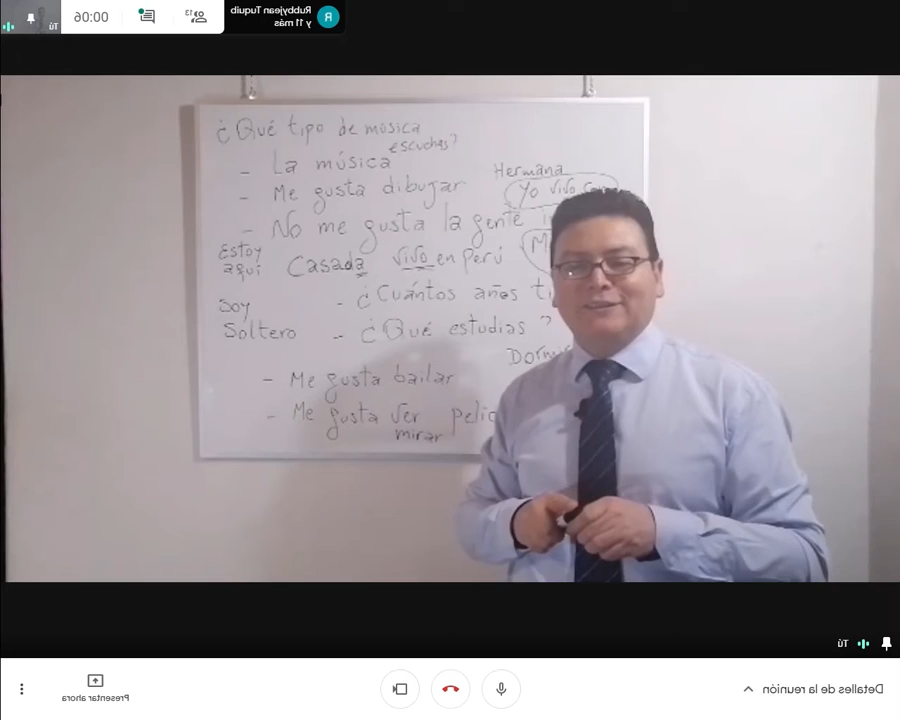 Rubbyjean Tuquib
y 11 más
R
13
06:00
Tú
¿Qué tipo de música
escuchas?
- La música
Hermana
- Me gusta dibujar
Yo vivo con
- No me gusta la gente
Estoy
aquí
Casada vivo en Perú
- ¿Cuántos años
Soy
Soltero
- ¿Qué estudias?
- Me gusta bailar
- Me gusta ver
mirar
Tú
Presentar ahora
Detalles de la reunión